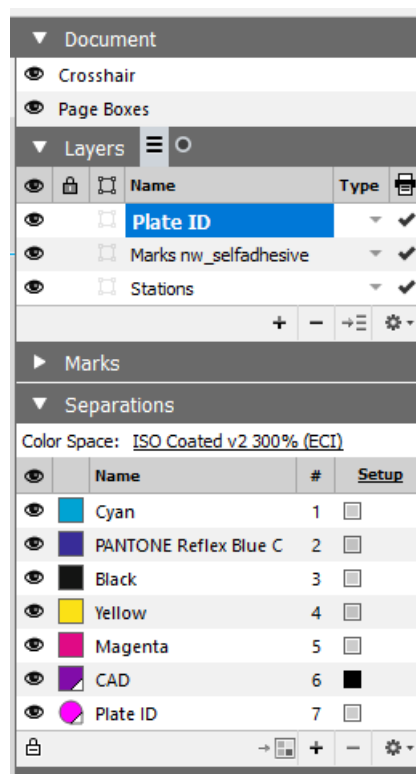 Document
Crosshair
Page Boxes
Layers
Name Type
Plate ID
Marks nw_selfadhesive
Stations
Marks
Separations
Color Space: ISO Coated v2 300% (ECI)
Name # Setup
Cyan 1
PANTONE Reflex Blue C 2
Black 3
Yellow 4
Magenta 5
CAD 6
Plate ID 7